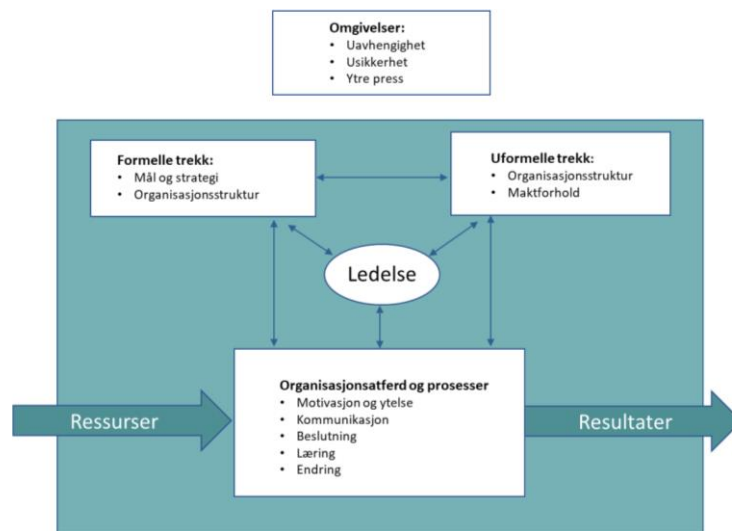 Omgivelser:
• Uavhengighet
• Usikkerhet
• Ytre press
Formelle trekk:
• Mål og strategi
• Organisasjonsstruktur
Uformelle trekk:
• Organisasjonsstruktur
• Maktforhold
Ledelse
Organisasjonsatferd og prosesser
• Motivasjon og ytelse
• Kommunikasjon
• Beslutning
• Læring
• Endring
Ressurser
Resultater